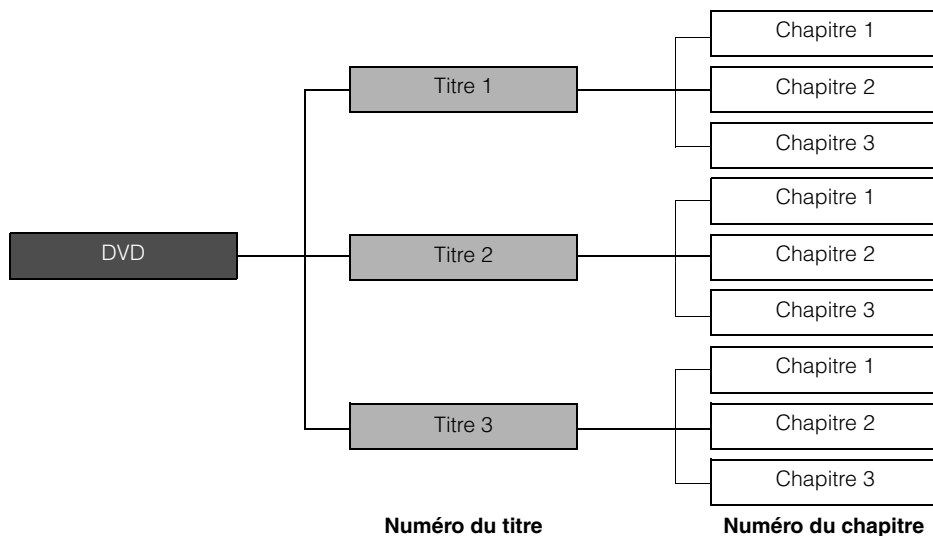 Chapitre 1
Titre 1
Chapitre 2
Chapitre 3
Chapitre 1
DVD
Titre 2
Chapitre 2
Chapitre 3
Chapitre 1
Titre 3
Chapitre 2
Chapitre 3
Numéro du titre
Numéro du chapitre